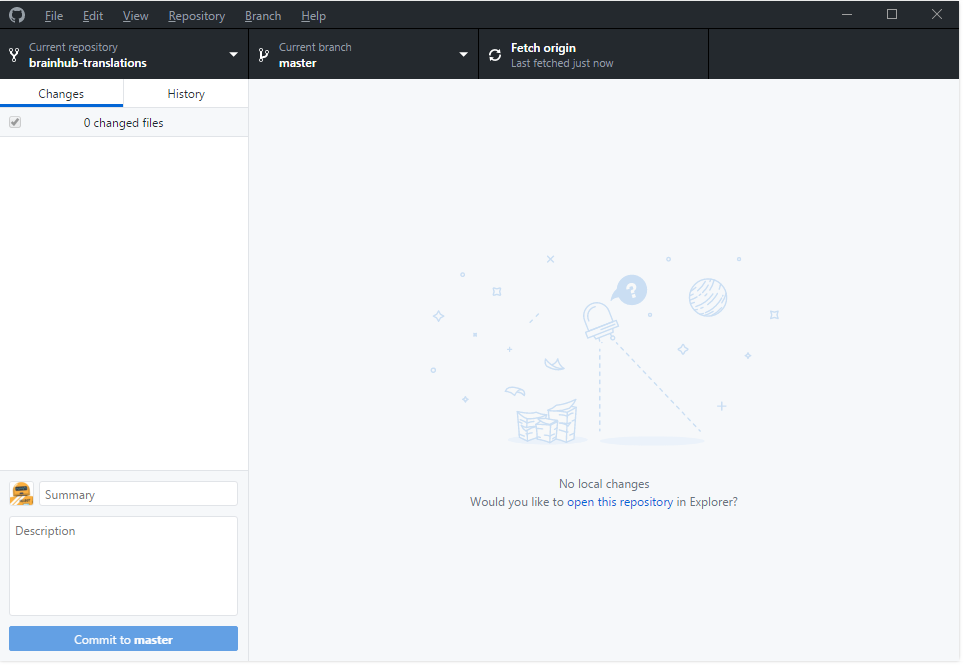 File Edit View Repository Branch Help
Current repository
brainhub-translations
Current branch
master
Fetch origin
Last fetched just now
Changes
History
0 changed files
?
No local changes
Would you like to open this repository in Explorer?
Summary
Description
Commit to master